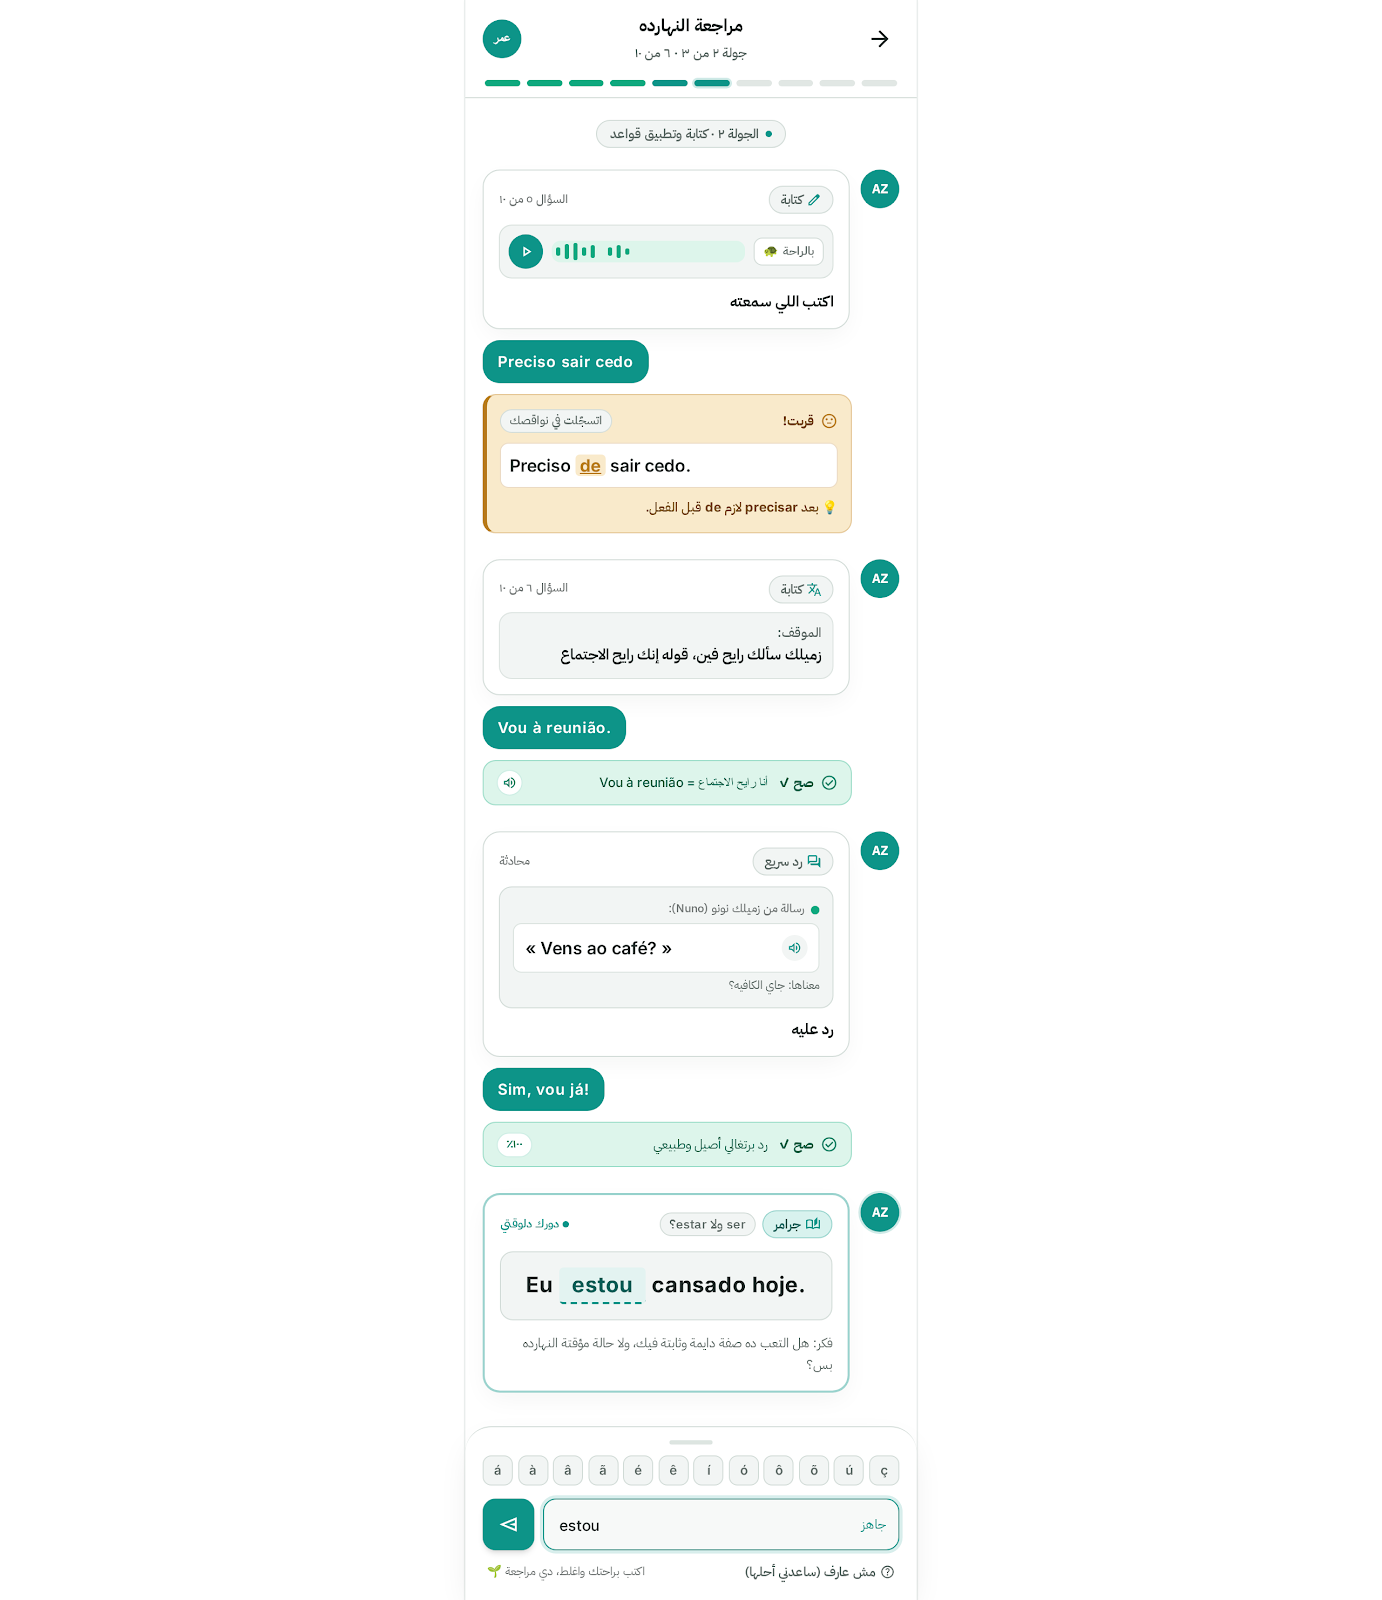 مراجعة النهارده
جولة ٢ من ٣ · ٦ من ١٠
عمر
الجولة ٢ · كتابة وتطبيق قواعد
AZ
كتابة
السؤال ٥ من ١٠
بالراحة 🐢
اكتب اللي سمعته
Preciso sair cedo
قربت!
اتسجّلت في نواقصك
Preciso de sair cedo.
💡 بعد precisar لازم de قبل الفعل.
AZ
كتابة
السؤال ٦ من ١٠
الموقف:
زميلك سألك رايح فين، قوله إنك رايح الاجتماع
Vou à reunião.
صح ✓ أنا رايح الاجتماع = Vou à reunião
AZ
رد سريع
محادثة
رسالة من زميلك نونو (Nuno):
« Vens ao café? »
معناها: جاي الكافيه؟
رد عليه
Sim, vou já!
صح ✓ رد برتغالي أصيل وطبيعي
١٠٠٪
AZ
جرامر
ser ولا estar؟
دورك دلوقتي
Eu estou cansado hoje.
فكر: هل التعب ده صفة دايمة وثابتة فيك، ولا حالة مؤقتة النهارده
بس؟
á à â ã é ê í ó ô õ ú ç
estou
جاهز
مش عارف (ساعدني أحلها)
اكتب براحتك واغلط، دي مراجعة 🌱